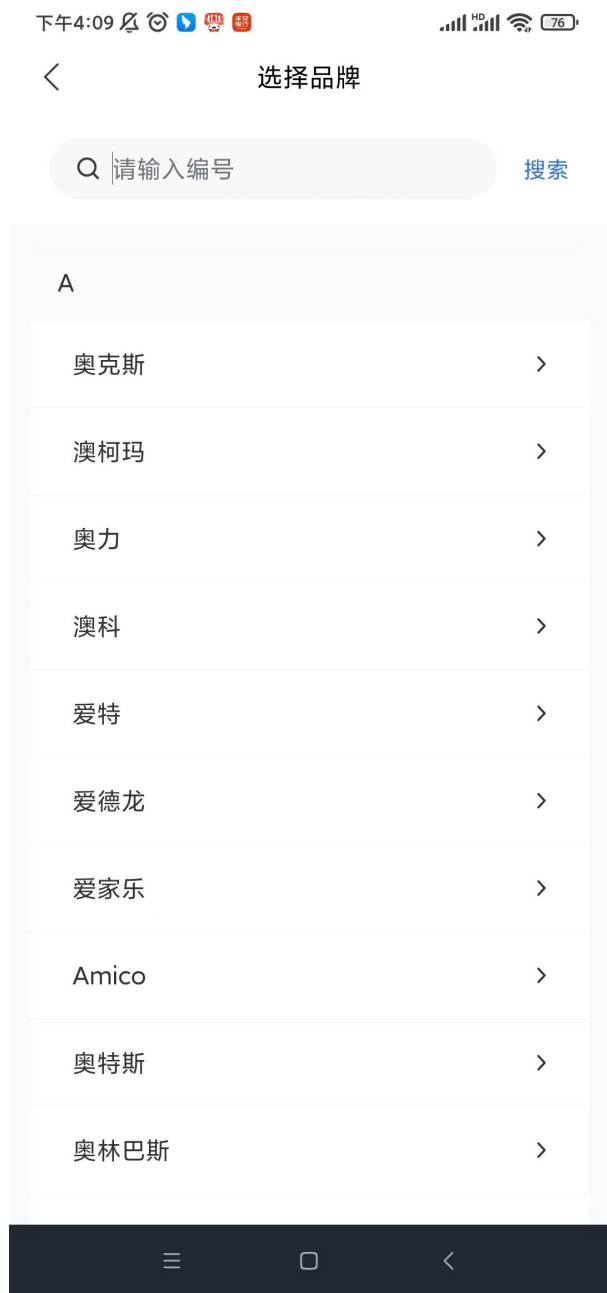 下午4:09
HD
76
选择品牌
请输入编号
搜索
A
奥克斯
澳柯玛
奥力
澳科
爱特
爱德龙
爱家乐
Amico
奥特斯
奥林巴斯